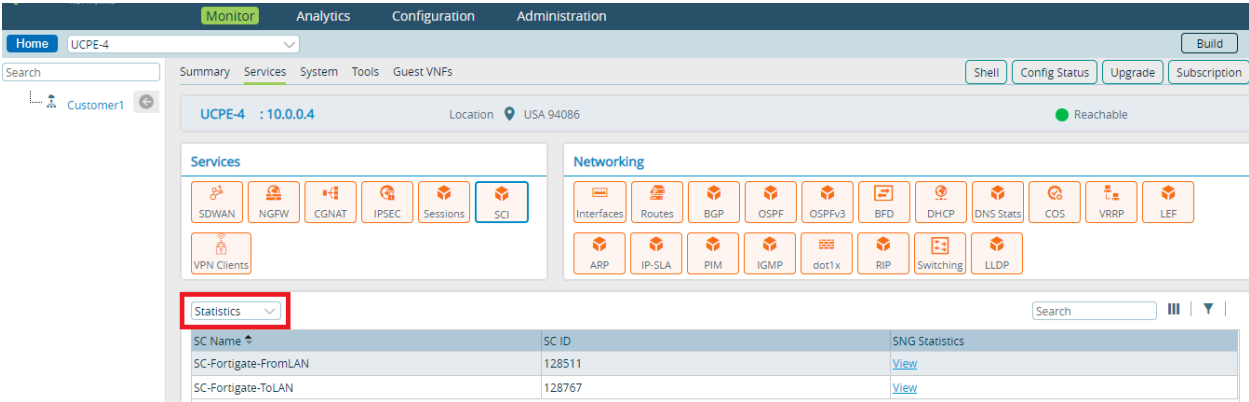 Monitor Analytics Configuration Administration
Home UCPE-4 Build
Search
Summary Services System Tools Guest VNFs Shell Config Status Upgrade Subscription
Customer1
UCPE-4 : 10.0.0.4 Location USA 94086 Reachable
Services
SDWAN NGFW CGNAT IPSEC Sessions SCI
VPN Clients
Networking
Interfaces Routes BGP OSPF OSPFv3 BFD DHCP DNS Stats COS VRRP LEF
ARP IP-SLA PIM IGMP dot1x RIP Switching LLDP
Statistics Search
SC Name SC ID SNG Statistics
SC-Fortigate-FromLAN 128511 View
SC-Fortigate-ToLAN 128767 View